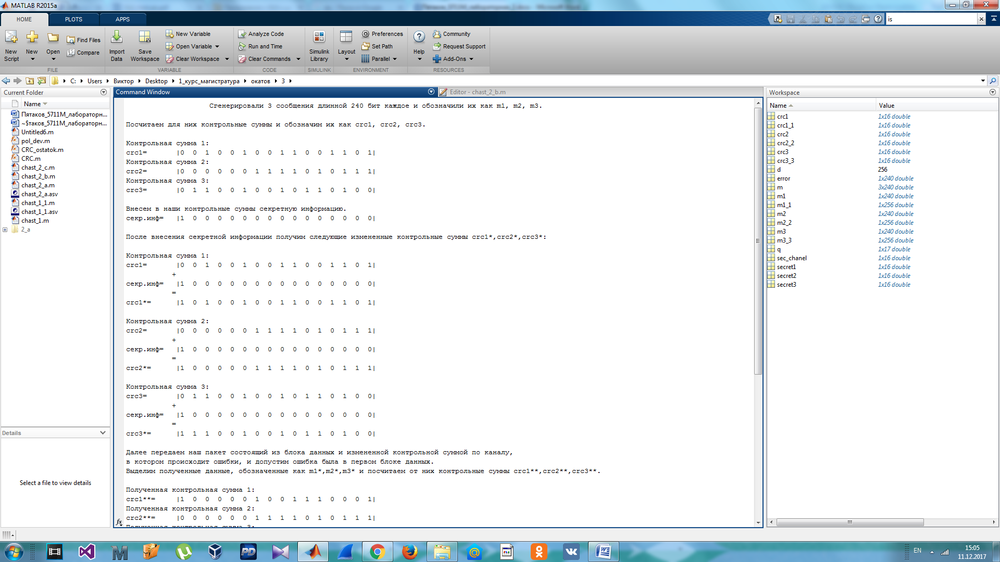 MATLAB R2015a
HOME PLOTS APPS
is
New Script
New
Open
Find Files
Compare
Import Data
Save Workspace
New Variable
Open Variable
Clear Workspace
Analyze Code
Run and Time
Clear Commands
Simulink Library
Layout
Preferences
Set Path
Parallel
Help
Community
Request Support
Add-Ons
FILE VARIABLE CODE SIMULINK ENVIRONMENT RESOURCES
C: Users Виктор Desktop 1_курс_магистратура окатов 3
Current Folder
Name
Пятаков_5711М_лабораторн...
~$таков_5711М_лабораторн...
Untitled6.m
pol_dev.m
CRC_ostatok.m
CRC.m
chast_2_c.m
chast_2_b.m
chast_2_a.m
chast_2_a.asv
chast_1_1.m
chast_1_1.asv
chast_1.m
2_a
Details
Select a file to view details
Command Window
Editor - chast_2_b.m
Сгенерировали 3 сообщения длинной 240 бит каждое и обозначили их как m1, m2, m3.
Посчитаем для них контрольные суммы и обозначим их как crc1, crc2, crc3.
Контрольная сумма 1:
crc1= |0 0 1 0 0 1 0 0 1 1 0 0 1 1 0 1|
Контрольная сумма 2:
crc2= |0 0 0 0 0 0 1 1 1 1 0 1 0 1 1 1|
Контрольная сумма 3:
crc3= |0 1 1 0 0 1 0 0 1 0 1 1 0 1 0 0|
Внесем в наши контрольные суммы секретную информацию.
секр.инф= |1 0 0 0 0 0 0 0 0 0 0 0 0 0 0 0|
После внесения секретной информации получим следующие измененные контрольные суммы crc1*,crc2*,crc3*:
Контрольная сумма 1:
crc1= |0 0 1 0 0 1 0 0 1 1 0 0 1 1 0 1|
+
секр.инф= |1 0 0 0 0 0 0 0 0 0 0 0 0 0 0 0|
=
crc1*= |1 0 1 0 0 1 0 0 1 1 0 0 1 1 0 1|
Контрольная сумма 2:
crc2= |0 0 0 0 0 0 1 1 1 1 0 1 0 1 1 1|
+
секр.инф= |1 0 0 0 0 0 0 0 0 0 0 0 0 0 0 0|
=
crc2*= |1 0 0 0 0 0 1 1 1 1 0 1 0 1 1 1|
Контрольная сумма 3:
crc3= |0 1 1 0 0 1 0 0 1 0 1 1 0 1 0 0|
+
секр.инф= |1 0 0 0 0 0 0 0 0 0 0 0 0 0 0 0|
=
crc3*= |1 1 1 0 0 1 0 0 1 0 1 1 0 1 0 0|
Далее передаем наш пакет состоящий из блока данных и измененной контрольной суммой по каналу,
в котором происходит ошибки, и допустим ошибка была в первом блоке данных.
Выделим полученные данные, обозначенные как m1*,m2*,m3* и посчитаем от них контрольные суммы crc1**,crc2**,crc3**.
Полученная контрольная сумма 1:
crc1**= |1 0 0 0 0 0 1 0 0 1 1 1 0 0 0 1|
Полученная контрольная сумма 2:
crc2**= |0 0 0 0 0 0 1 1 1 1 0 1 0 1 1 1|
Полученная контрольная сумма 3:
fx
Workspace
Name Value
crc1 1x16 double
crc1_1 1x16 double
crc2 1x16 double
crc2_2 1x16 double
crc3 1x16 double
crc3_3 1x16 double
d 256
error 1x240 double
m 3x240 double
m1 1x240 double
m1_1 1x256 double
m2 1x240 double
m2_2 1x256 double
m3 1x240 double
m3_3 1x256 double
q 1x17 double
sec_chanel 1x16 double
secret1 1x16 double
secret2 1x16 double
secret3 1x16 double
EN
15:05
11.12.2017